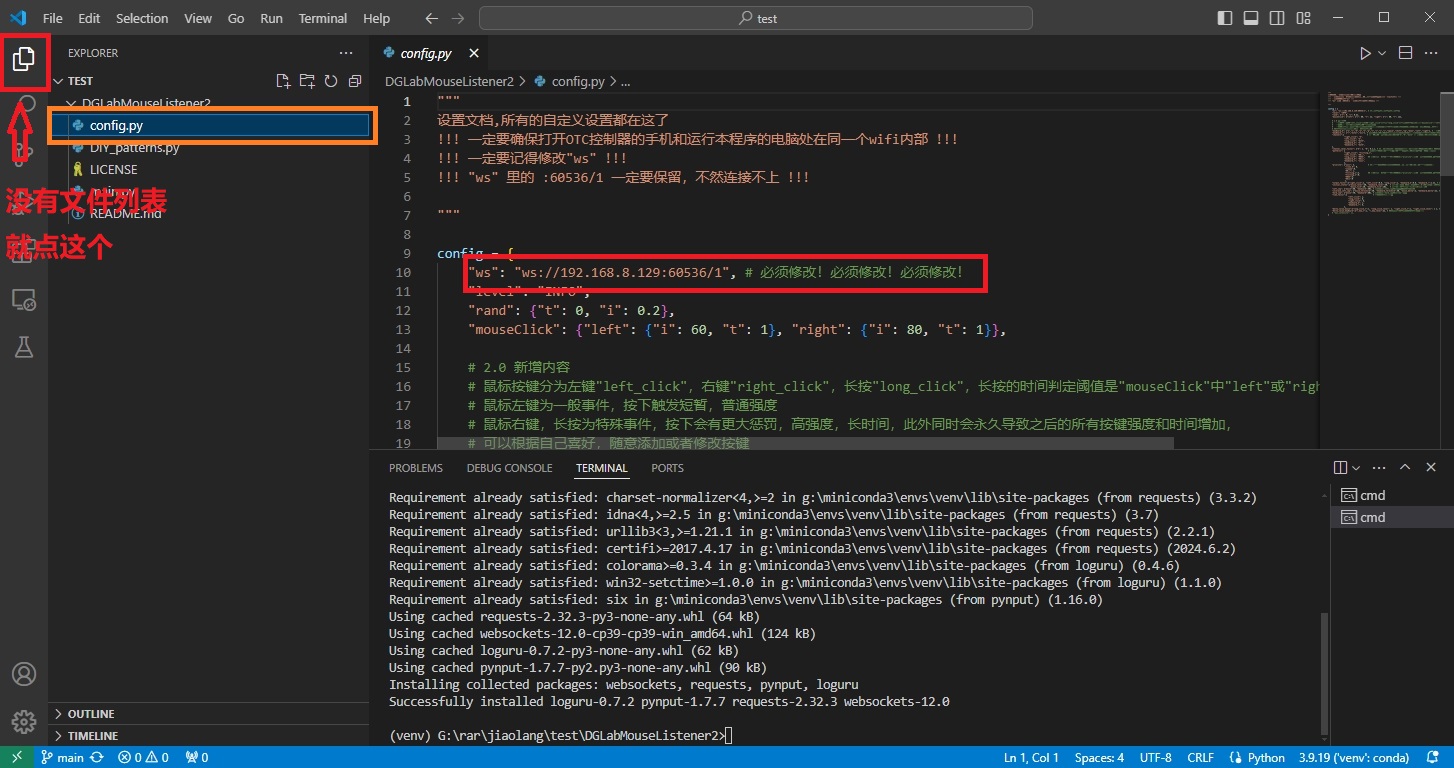 File Edit Selection View Go Run Terminal Help
test
EXPLORER
TEST
DGLabMouseListener2
config.py
DIY_patterns.py
LICENSE
main.py
README.md
没有文件列表
就点这个
OUTLINE
TIMELINE
config.py
DGLabMouseListener2 > config.py > ...
1 """
2 设置文档,所有的自定义设置都在这了
3 !!! 一定要确保打开OTC控制器的手机和运行本程序的电脑处在同一个wifi内部 !!!
4 !!! 一定要记得修改"ws" !!!
5 !!! "ws" 里的 :60536/1 一定要保留，不然连接不上 !!!
6
7 """
8
9 config = {
10 "ws": "ws://192.168.8.129:60536/1", # 必须修改！必须修改！必须修改！
11 "level": "INFO",
12 "rand": {"t": 0, "i": 0.2},
13 "mouseClick": {"left": {"i": 60, "t": 1}, "right": {"i": 80, "t": 1}},
14
15 # 2.0 新增内容
16 # 鼠标按键分为左键"left_click"，右键"right_click"，长按"long_click"，长按的时间判定阈值是"mouseClick"中"left"或"righ
17 # 鼠标左键为一般事件，按下触发短暂，普通强度
18 # 鼠标右键，长按为特殊事件，按下会有更大惩罚，高强度，长时间，此外同时会永久导致之后的所有按键强度和时间增加，
19 # 可以根据自己喜好，随意添加或者修改按键
PROBLEMS DEBUG CONSOLE TERMINAL PORTS
Requirement already satisfied: charset-normalizer<4,>=2 in g:\miniconda3\envs\venv\lib\site-packages (from requests) (3.3.2)
Requirement already satisfied: idna<4,>=2.5 in g:\miniconda3\envs\venv\lib\site-packages (from requests) (3.7)
Requirement already satisfied: urllib3<3,>=1.21.1 in g:\miniconda3\envs\venv\lib\site-packages (from requests) (2.2.1)
Requirement already satisfied: certifi>=2017.4.17 in g:\miniconda3\envs\venv\lib\site-packages (from requests) (2024.6.2)
Requirement already satisfied: colorama>=0.3.4 in g:\miniconda3\envs\venv\lib\site-packages (from loguru) (0.4.6)
Requirement already satisfied: win32-setctime>=1.0.0 in g:\miniconda3\envs\venv\lib\site-packages (from loguru) (1.1.0)
Requirement already satisfied: six in g:\miniconda3\envs\venv\lib\site-packages (from pynput) (1.16.0)
Using cached requests-2.32.3-py3-none-any.whl (64 kB)
Using cached websockets-12.0-cp39-cp39-win_amd64.whl (124 kB)
Using cached loguru-0.7.2-py3-none-any.whl (62 kB)
Using cached pynput-1.7.7-py2.py3-none-any.whl (90 kB)
Installing collected packages: websockets, requests, pynput, loguru
Successfully installed loguru-0.7.2 pynput-1.7.7 requests-2.32.3 websockets-12.0
(venv) G:\rar\jiaolang\test\DGLabMouseListener2>
cmd
cmd
main 0 0 0 Ln 1, Col 1 Spaces: 4 UTF-8 CRLF Python 3.9.19 ('venv': conda)